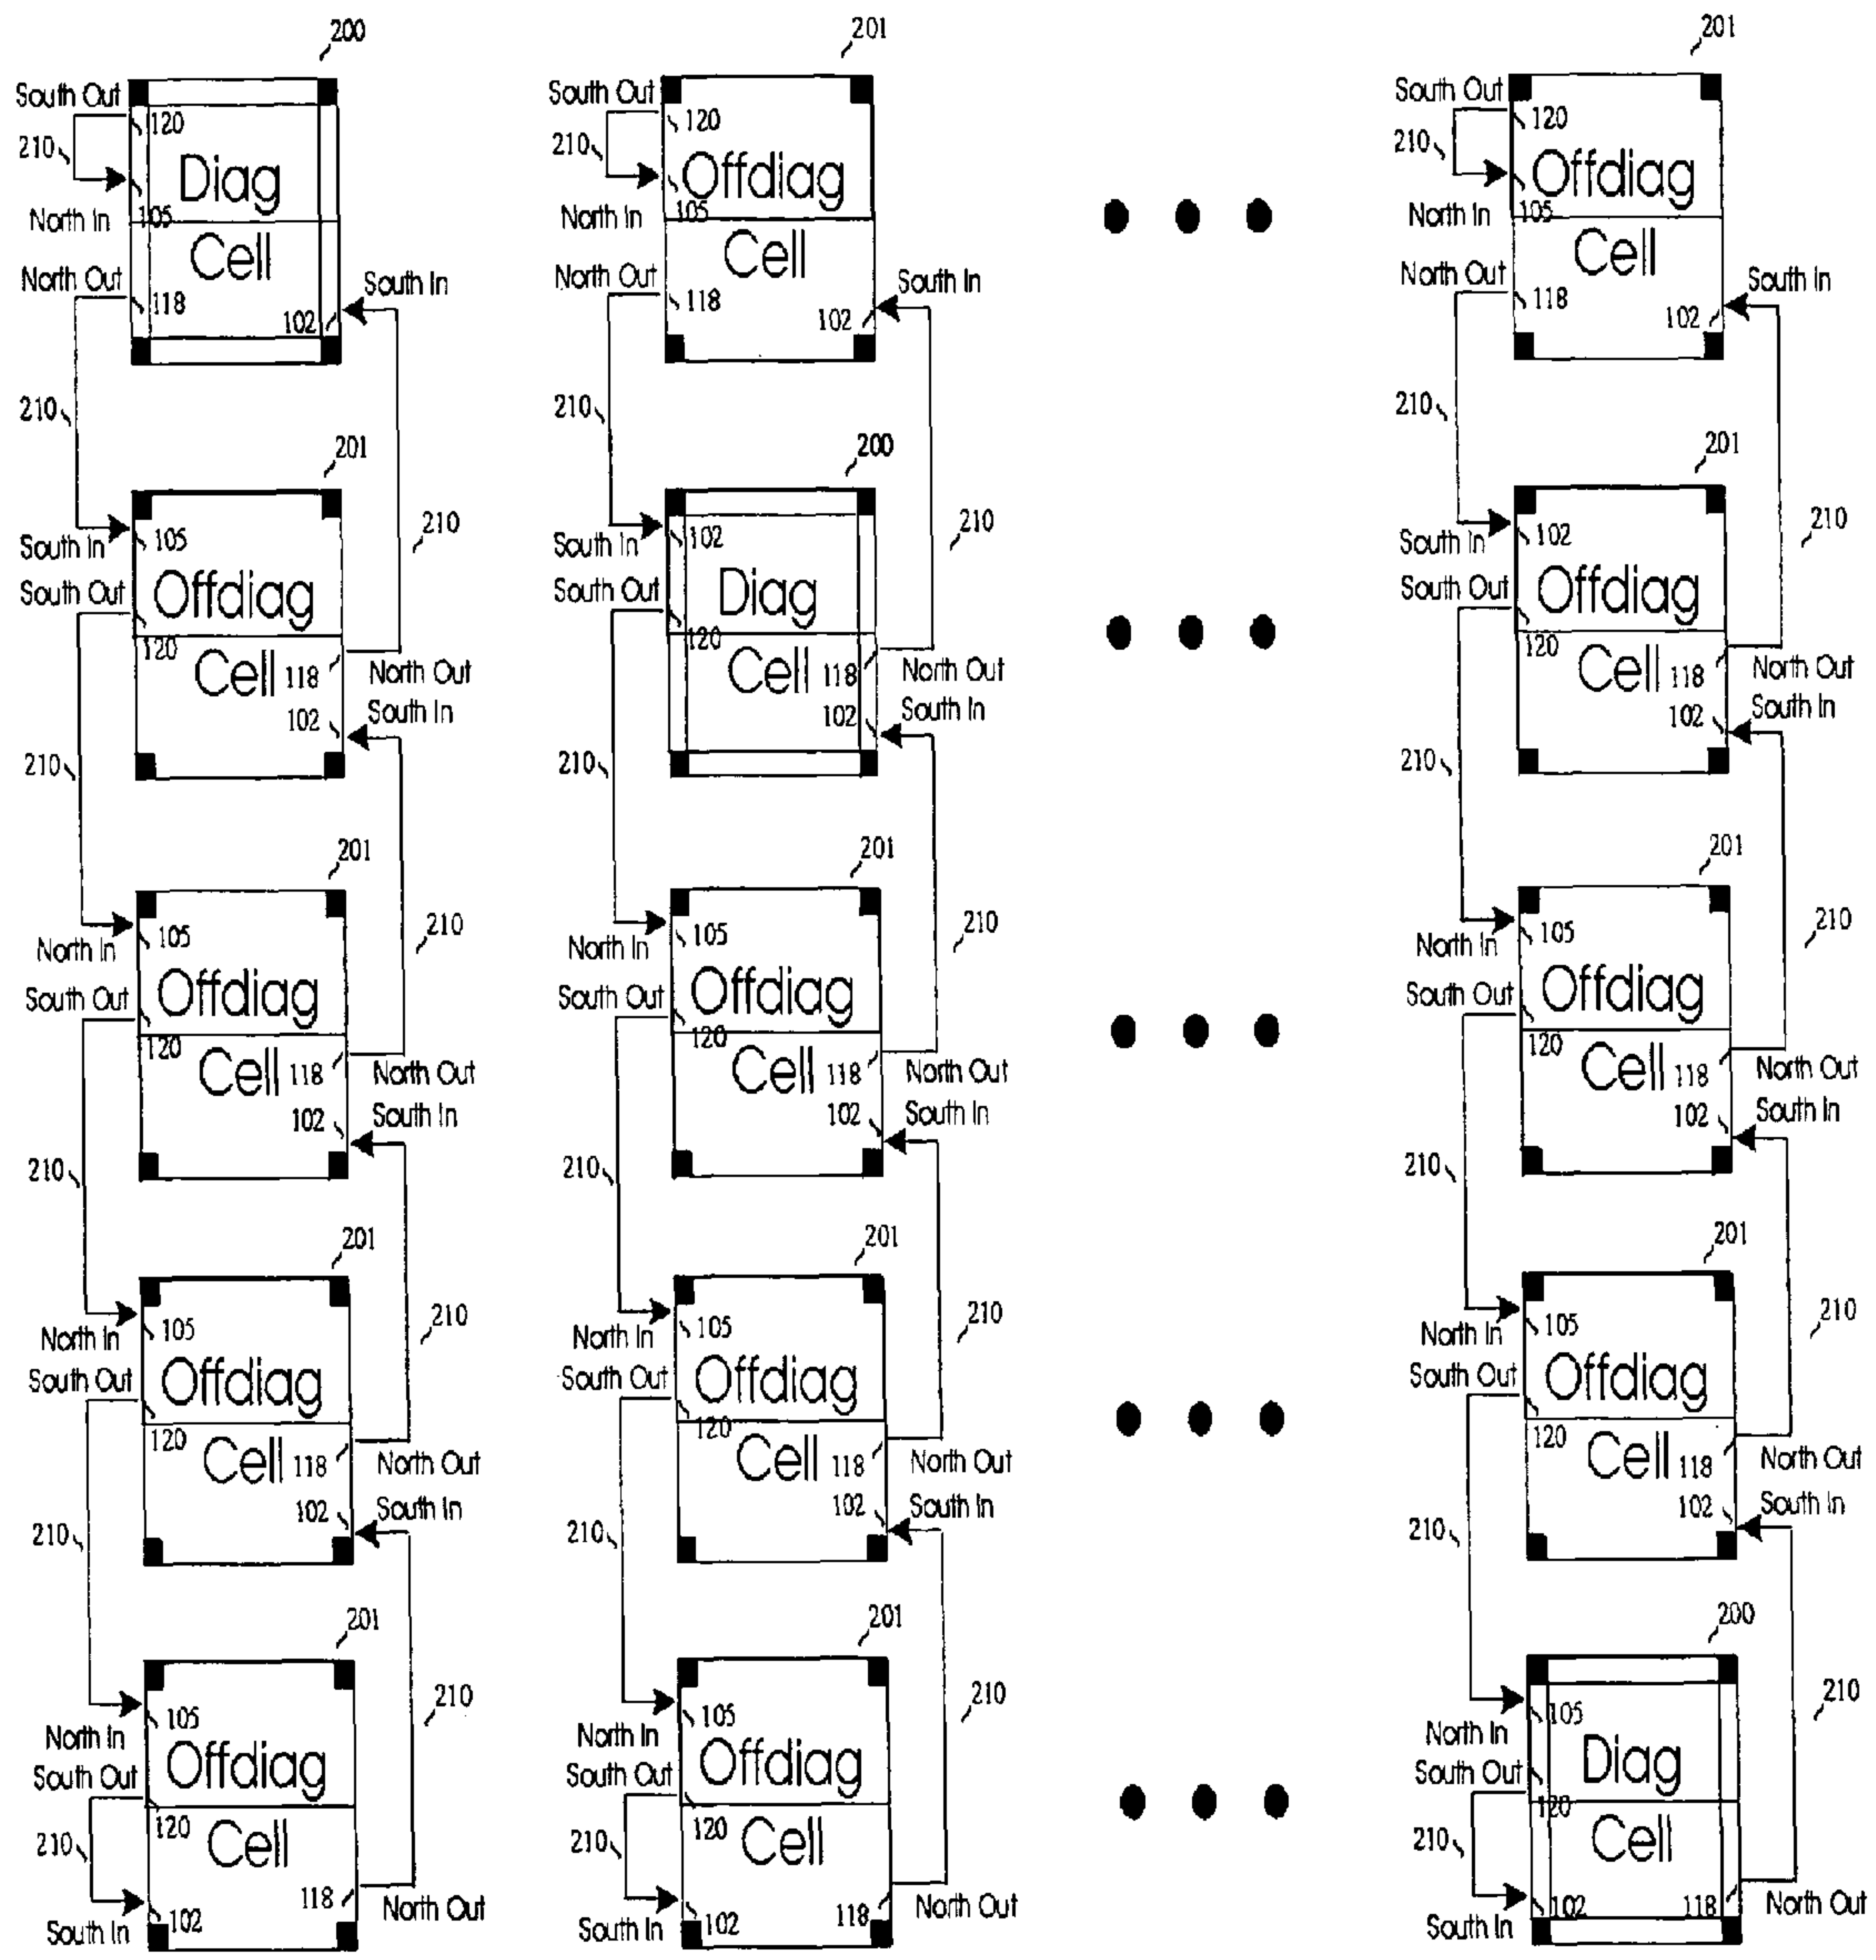 200 201 201
South Out South Out South Out
120 120 120
210 210 210
Diag Offdiag Offdiag
105 105 105
North In North In North In
Cell Cell Cell
North Out South In North Out South In North Out South In
118 102 118 102 118 102
210 210 210
201 200 201
210 210 210
South In 105 South In 102 South In 102
South Out Offdiag South Out Diag South Out Offdiag
120 120 120
Cell 118 North Out Cell 118 North Out Cell 118 North Out
102 South In 102 South In 102 South In
210 210 210
201 201 201
210 210 210
North In 105 North In 105 North In 105
South Out Offdiag South Out Offdiag South Out Offdiag
120 120 120
Cell 118 North Out Cell 118 North Out Cell 118 North Out
102 South In 102 South In 102 South In
210 210 210
201 201 201
210 210 210
North In 105 North In 105 North In 105
South Out Offdiag South Out Offdiag South Out Offdiag
120 120 120
Cell 118 North Out Cell 118 North Out Cell 118 North Out
102 South In 102 South In 102 South In
210 210 210
201 201 200
210 210 210
105 105 105
North In North In North In
South Out Offdiag South Out Offdiag South Out Diag
120 120 120
210 Cell 210 Cell 210 Cell
118 North Out 118 North Out 118 North Out
South In 102 South In 102 South In 102